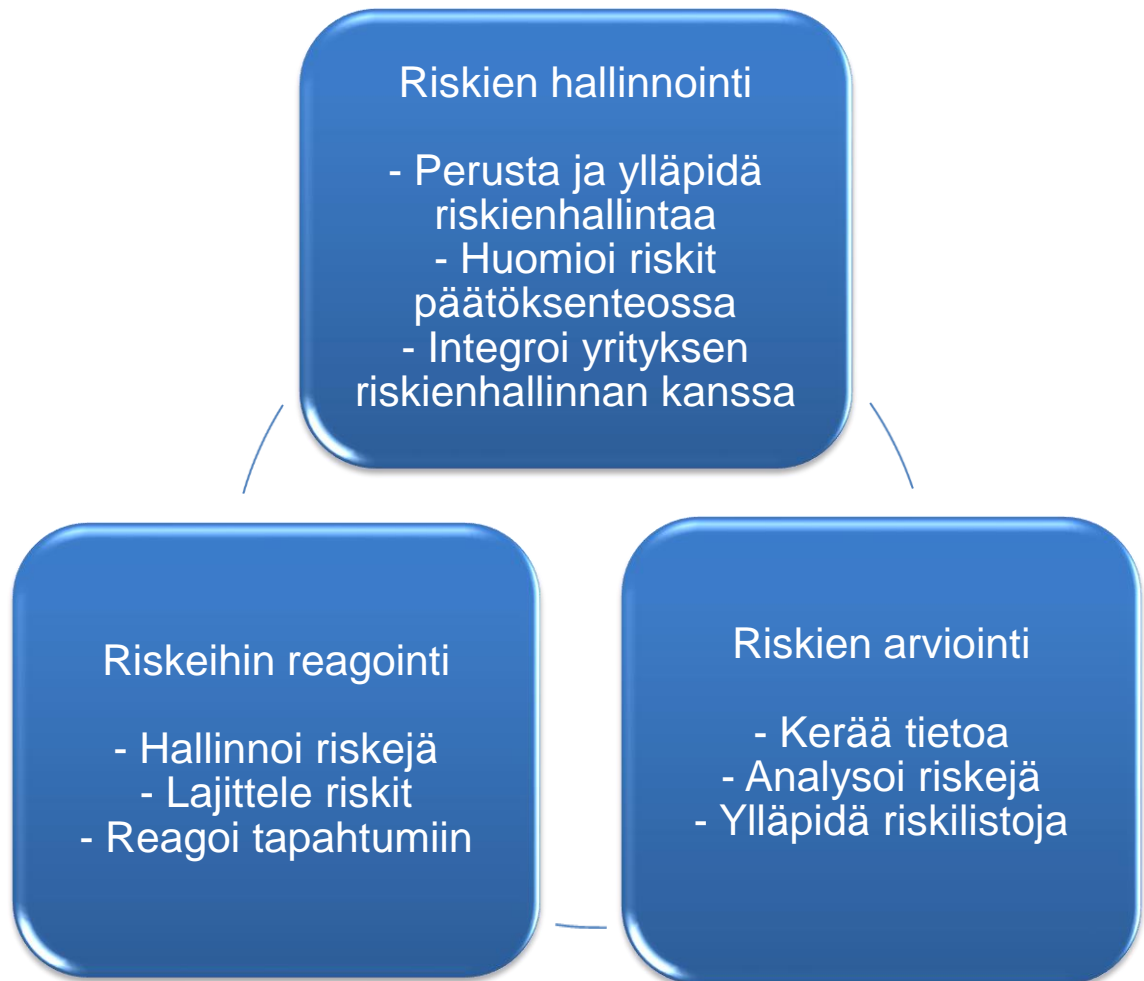 Riskien hallinnointi
- Perusta ja ylläpidä
riskienhallintaa
- Huomioi riskit
päätöksenteossa
- Integroi yrityksen
riskienhallinnan kanssa
Riskeihin reagointi
- Hallinnoi riskejä
- Lajittele riskit
- Reagoi tapahtumiin
Riskien arviointi
- Kerää tietoa
- Analysoi riskejä
- Ylläpidä riskilistoja